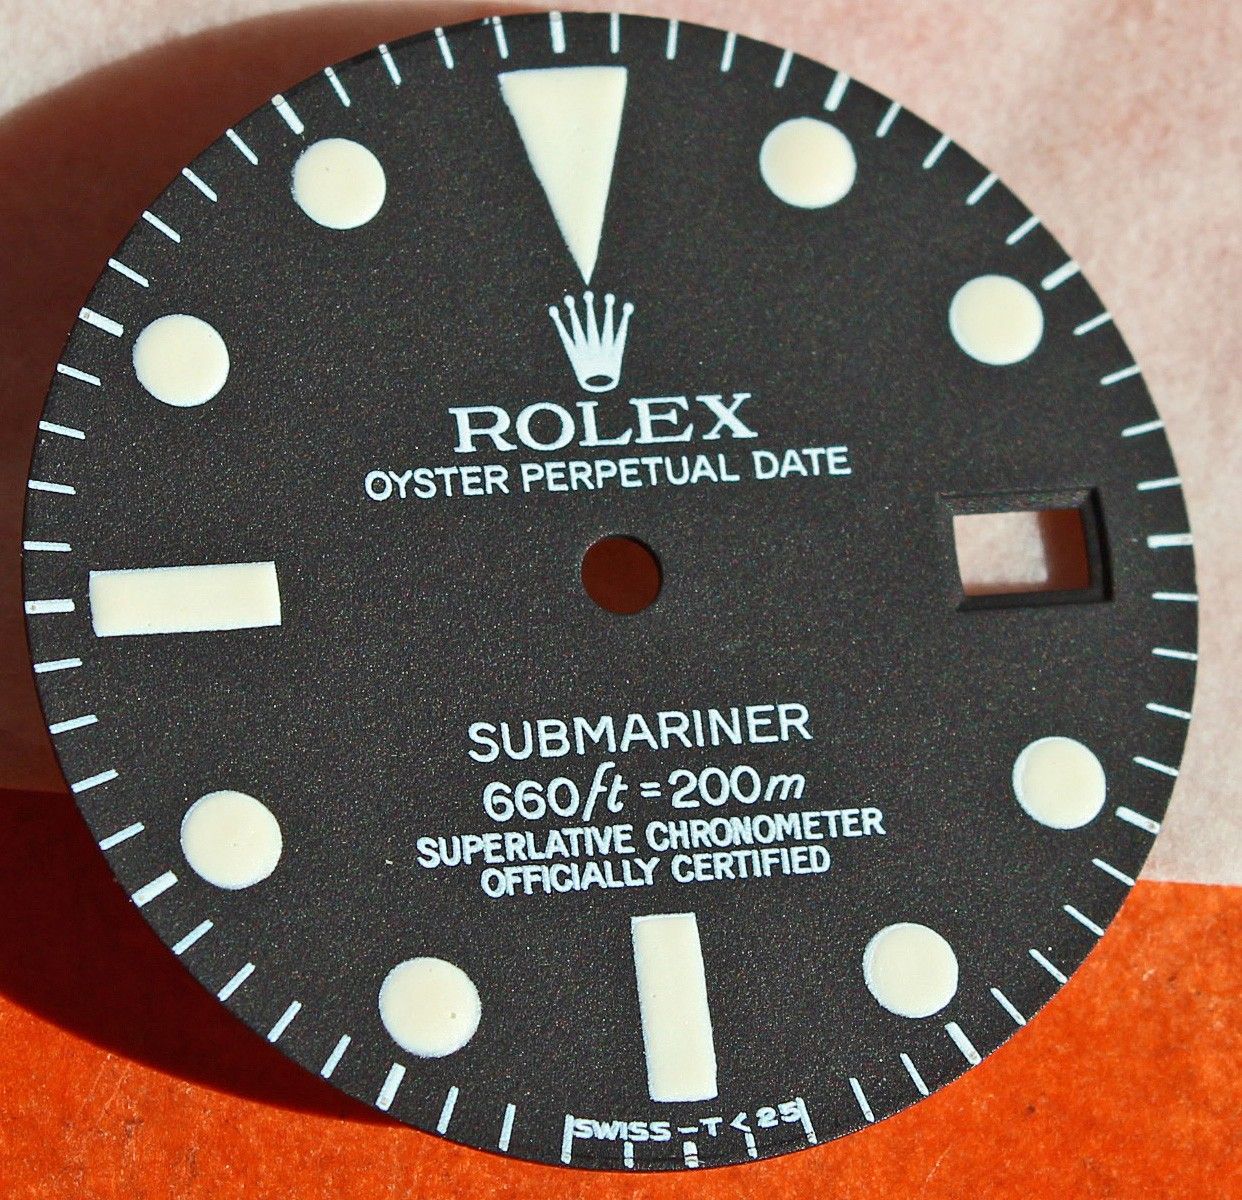 ROLEX
OYSTER PERPETUAL DATE
SUBMARINER
660ft = 200m
SUPERLATIVE CHRONOMETER
OFFICIALLY CERTIFIED
SWISS - T < 25